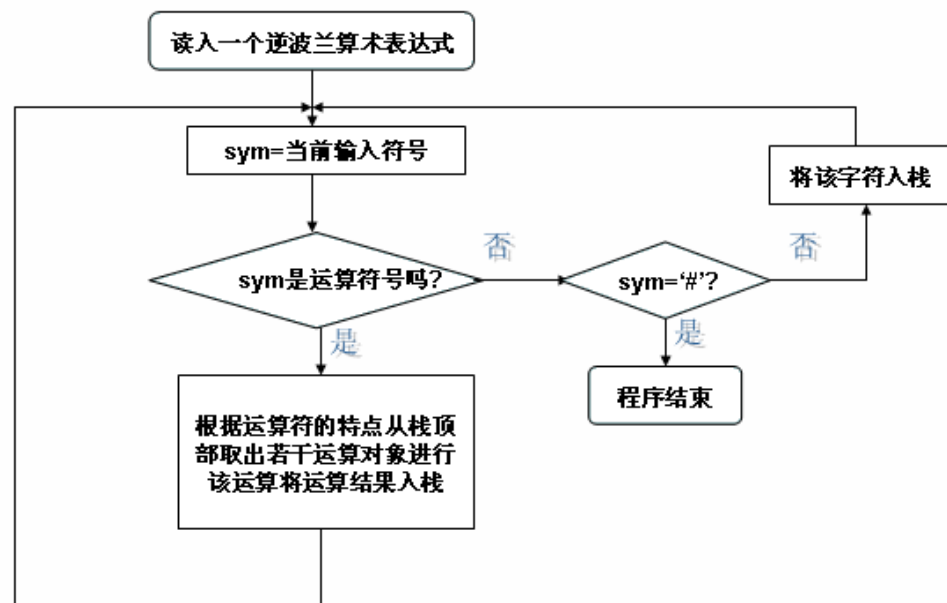 读入一个逆波兰算术表达式
sym=当前输入符号
将该字符入栈
sym是运算符号吗?
否
sym=‘#’?
否
是
是
根据运算符的特点从栈顶
部取出若干运算对象进行
该运算将运算结果入栈
程序结束